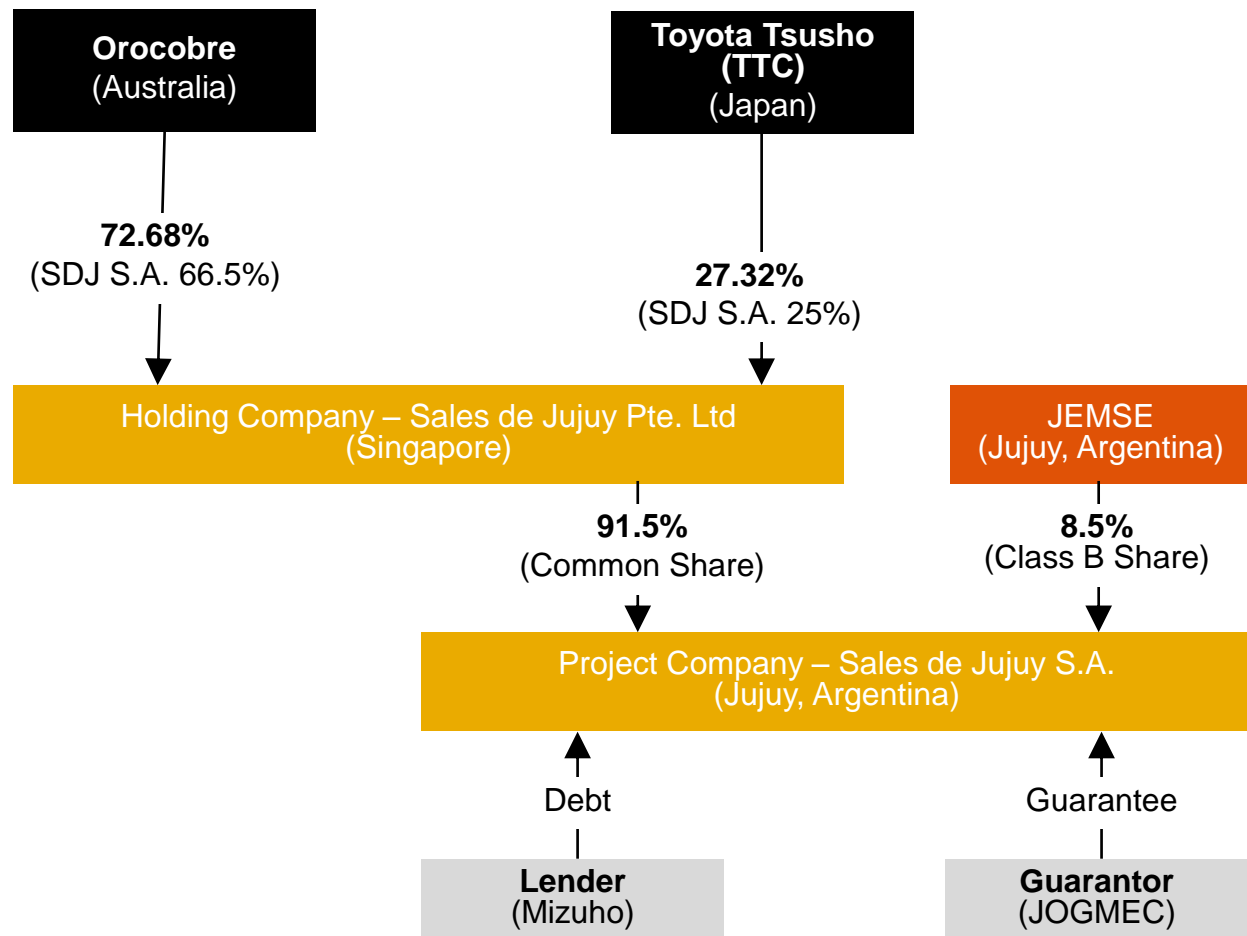 Orocobre
(Australia)
Toyota Tsusho
(TTC)
(Japan)
72.68%
(SDJ S.A. 66.5%)
27.32%
(SDJ S.A. 25%)
Holding Company – Sales de Jujuy Pte. Ltd
(Singapore)
JEMSE
(Jujuy, Argentina)
91.5%
(Common Share)
8.5%
(Class B Share)
Project Company – Sales de Jujuy S.A.
(Jujuy, Argentina)
Debt
Guarantee
Lender
(Mizuho)
Guarantor
(JOGMEC)